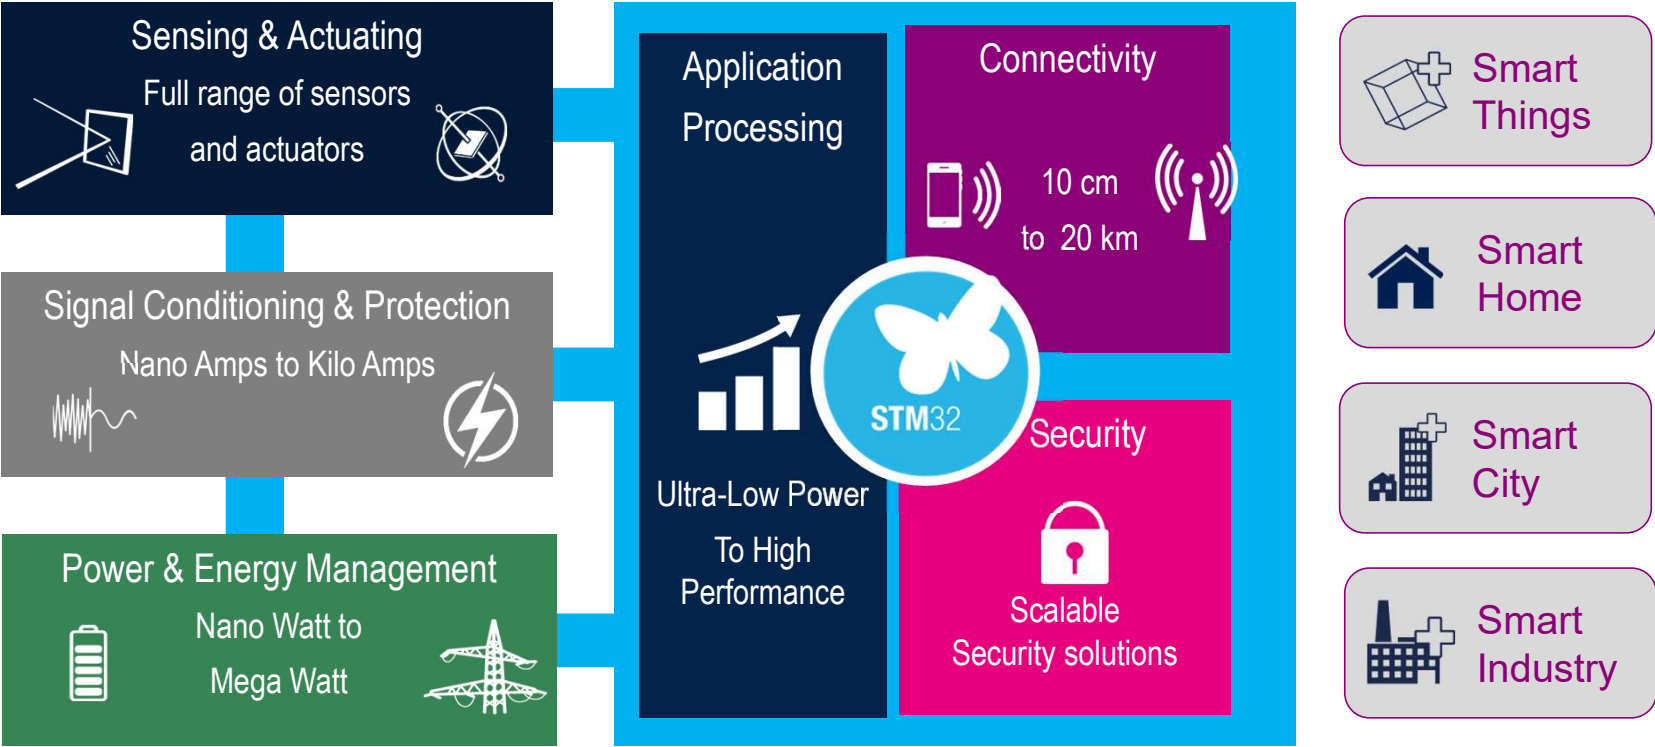 Sensing & Actuating
Full range of sensors
and actuators
Signal Conditioning & Protection
Nano Amps to Kilo Amps
Power & Energy Management
Nano Watt to
Mega Watt
Application
Processing
Ultra-Low Power
To High
Performance
Connectivity
10 cm
to 20 km
STM32
Security
Scalable
Security solutions
Smart
Things
Smart
Home
Smart
City
Smart
Industry